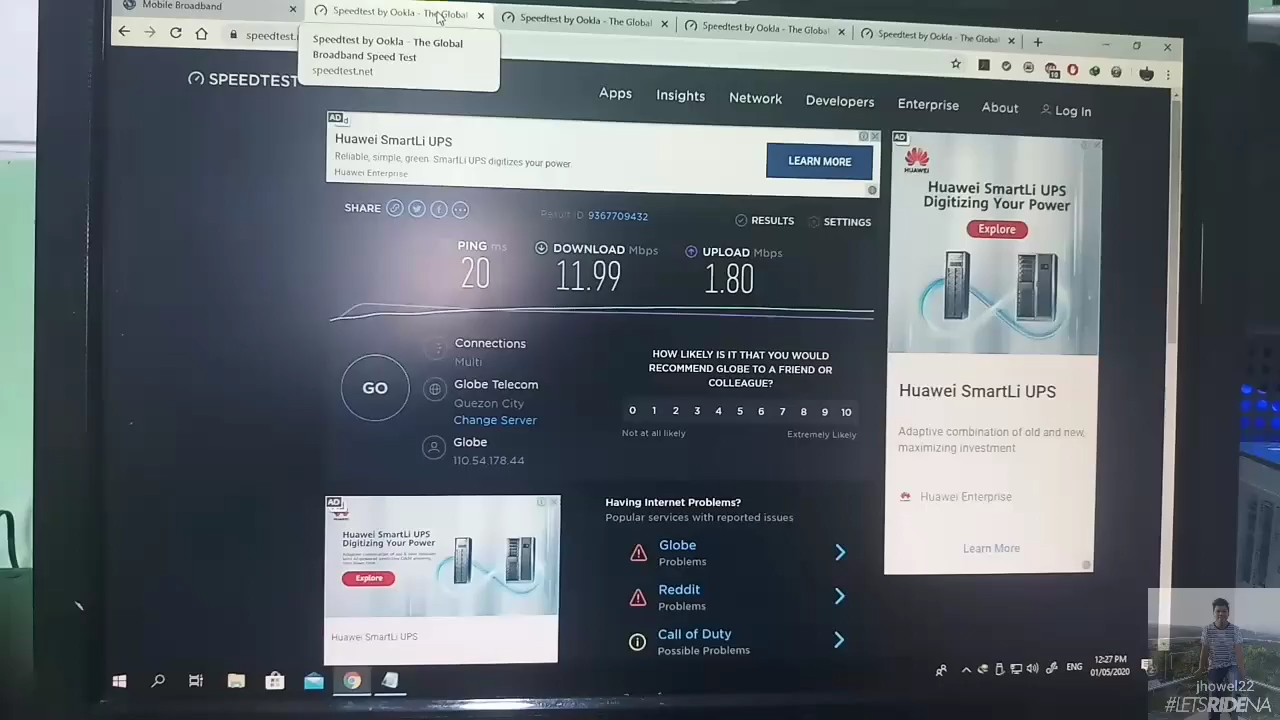 Mobile Broadband
Speedtest by Ookla - The Global
Speedtest by Ookla - The Global
Speedtest by Ookla - The Global
Speedtest by Ookla - The Global
speedtest.
Speedtest by Ookla - The Global
Broadband Speed Test
speedtest.net
10
SPEEDTEST
Apps
Insights
Network
Developers
Enterprise
About
Log In
AD
Huawei SmartLi UPS
Reliable, simple, green. SmartLi UPS digitizes your power.
Huawei Enterprise
LEARN MORE
AD
HUAWEI
Huawei SmartLi UPS
Digitizing Your Power
Explore
SHARE
Result ID 9367709432
RESULTS
SETTINGS
PING ms
20
DOWNLOAD Mbps
11.99
UPLOAD Mbps
1.80
Connections
Multi
GO
Globe Telecom
Quezon City
Change Server
Globe
110.54.178.44
HOW LIKELY IS IT THAT YOU WOULD
RECOMMEND GLOBE TO A FRIEND OR
COLLEAGUE?
0 1 2 3 4 5 6 7 8 9 10
Not at all likely
Extremely Likely
Huawei SmartLi UPS
Adaptive combination of old and new,
maximizing investment
Huawei Enterprise
Learn More
AD
Huawei SmartLi UPS
Digitizing Your Power
Explore
Huawei SmartLi UPS
Having Internet Problems?
Popular services with reported issues
Globe
Problems
Reddit
Problems
Call of Duty
Possible Problems
ENG
12:27 PM
01/05/2020
jhowel22
#LETSRIDENA